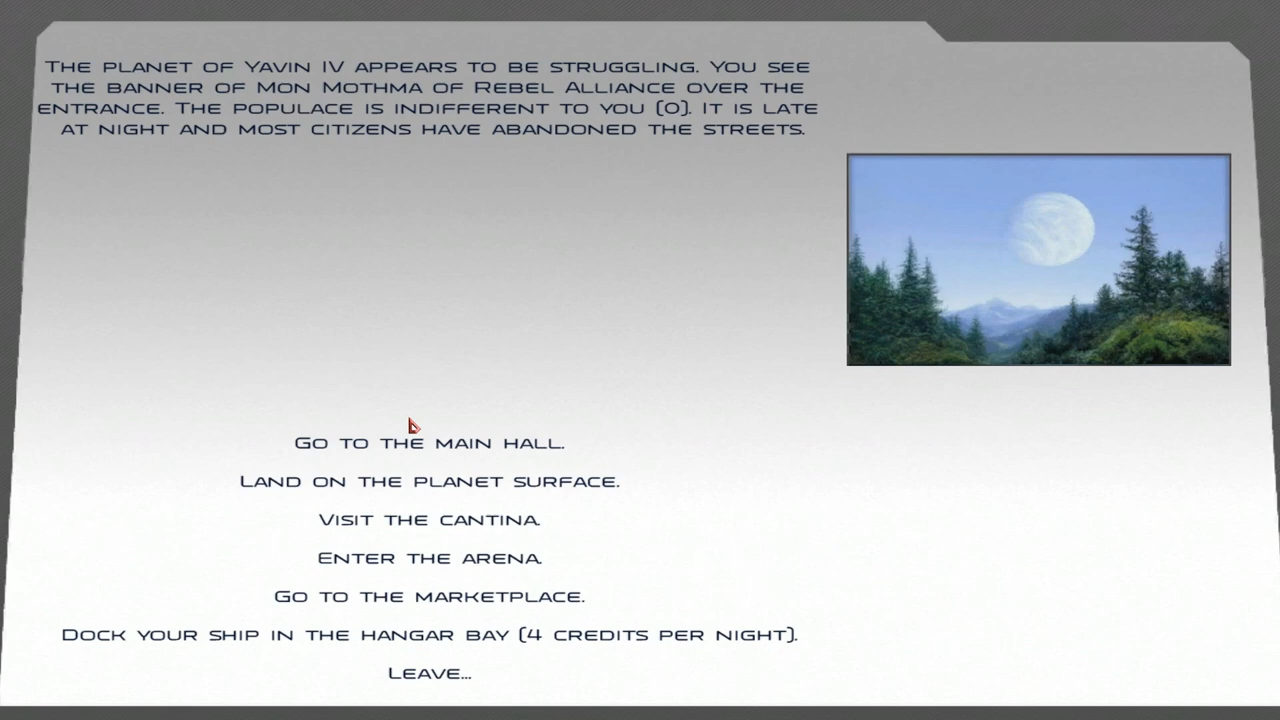 The planet of Yavin IV appears to be struggling. You see
the banner of Mon Mothma of Rebel Alliance over the
entrance. The populace is indifferent to you (0). It is late
at night and most citizens have abandoned the streets.
Go to the main hall.
Land on the planet surface.
Visit the cantina.
Enter the arena.
Go to the marketplace.
Dock your ship in the hangar bay (4 credits per night).
Leave...